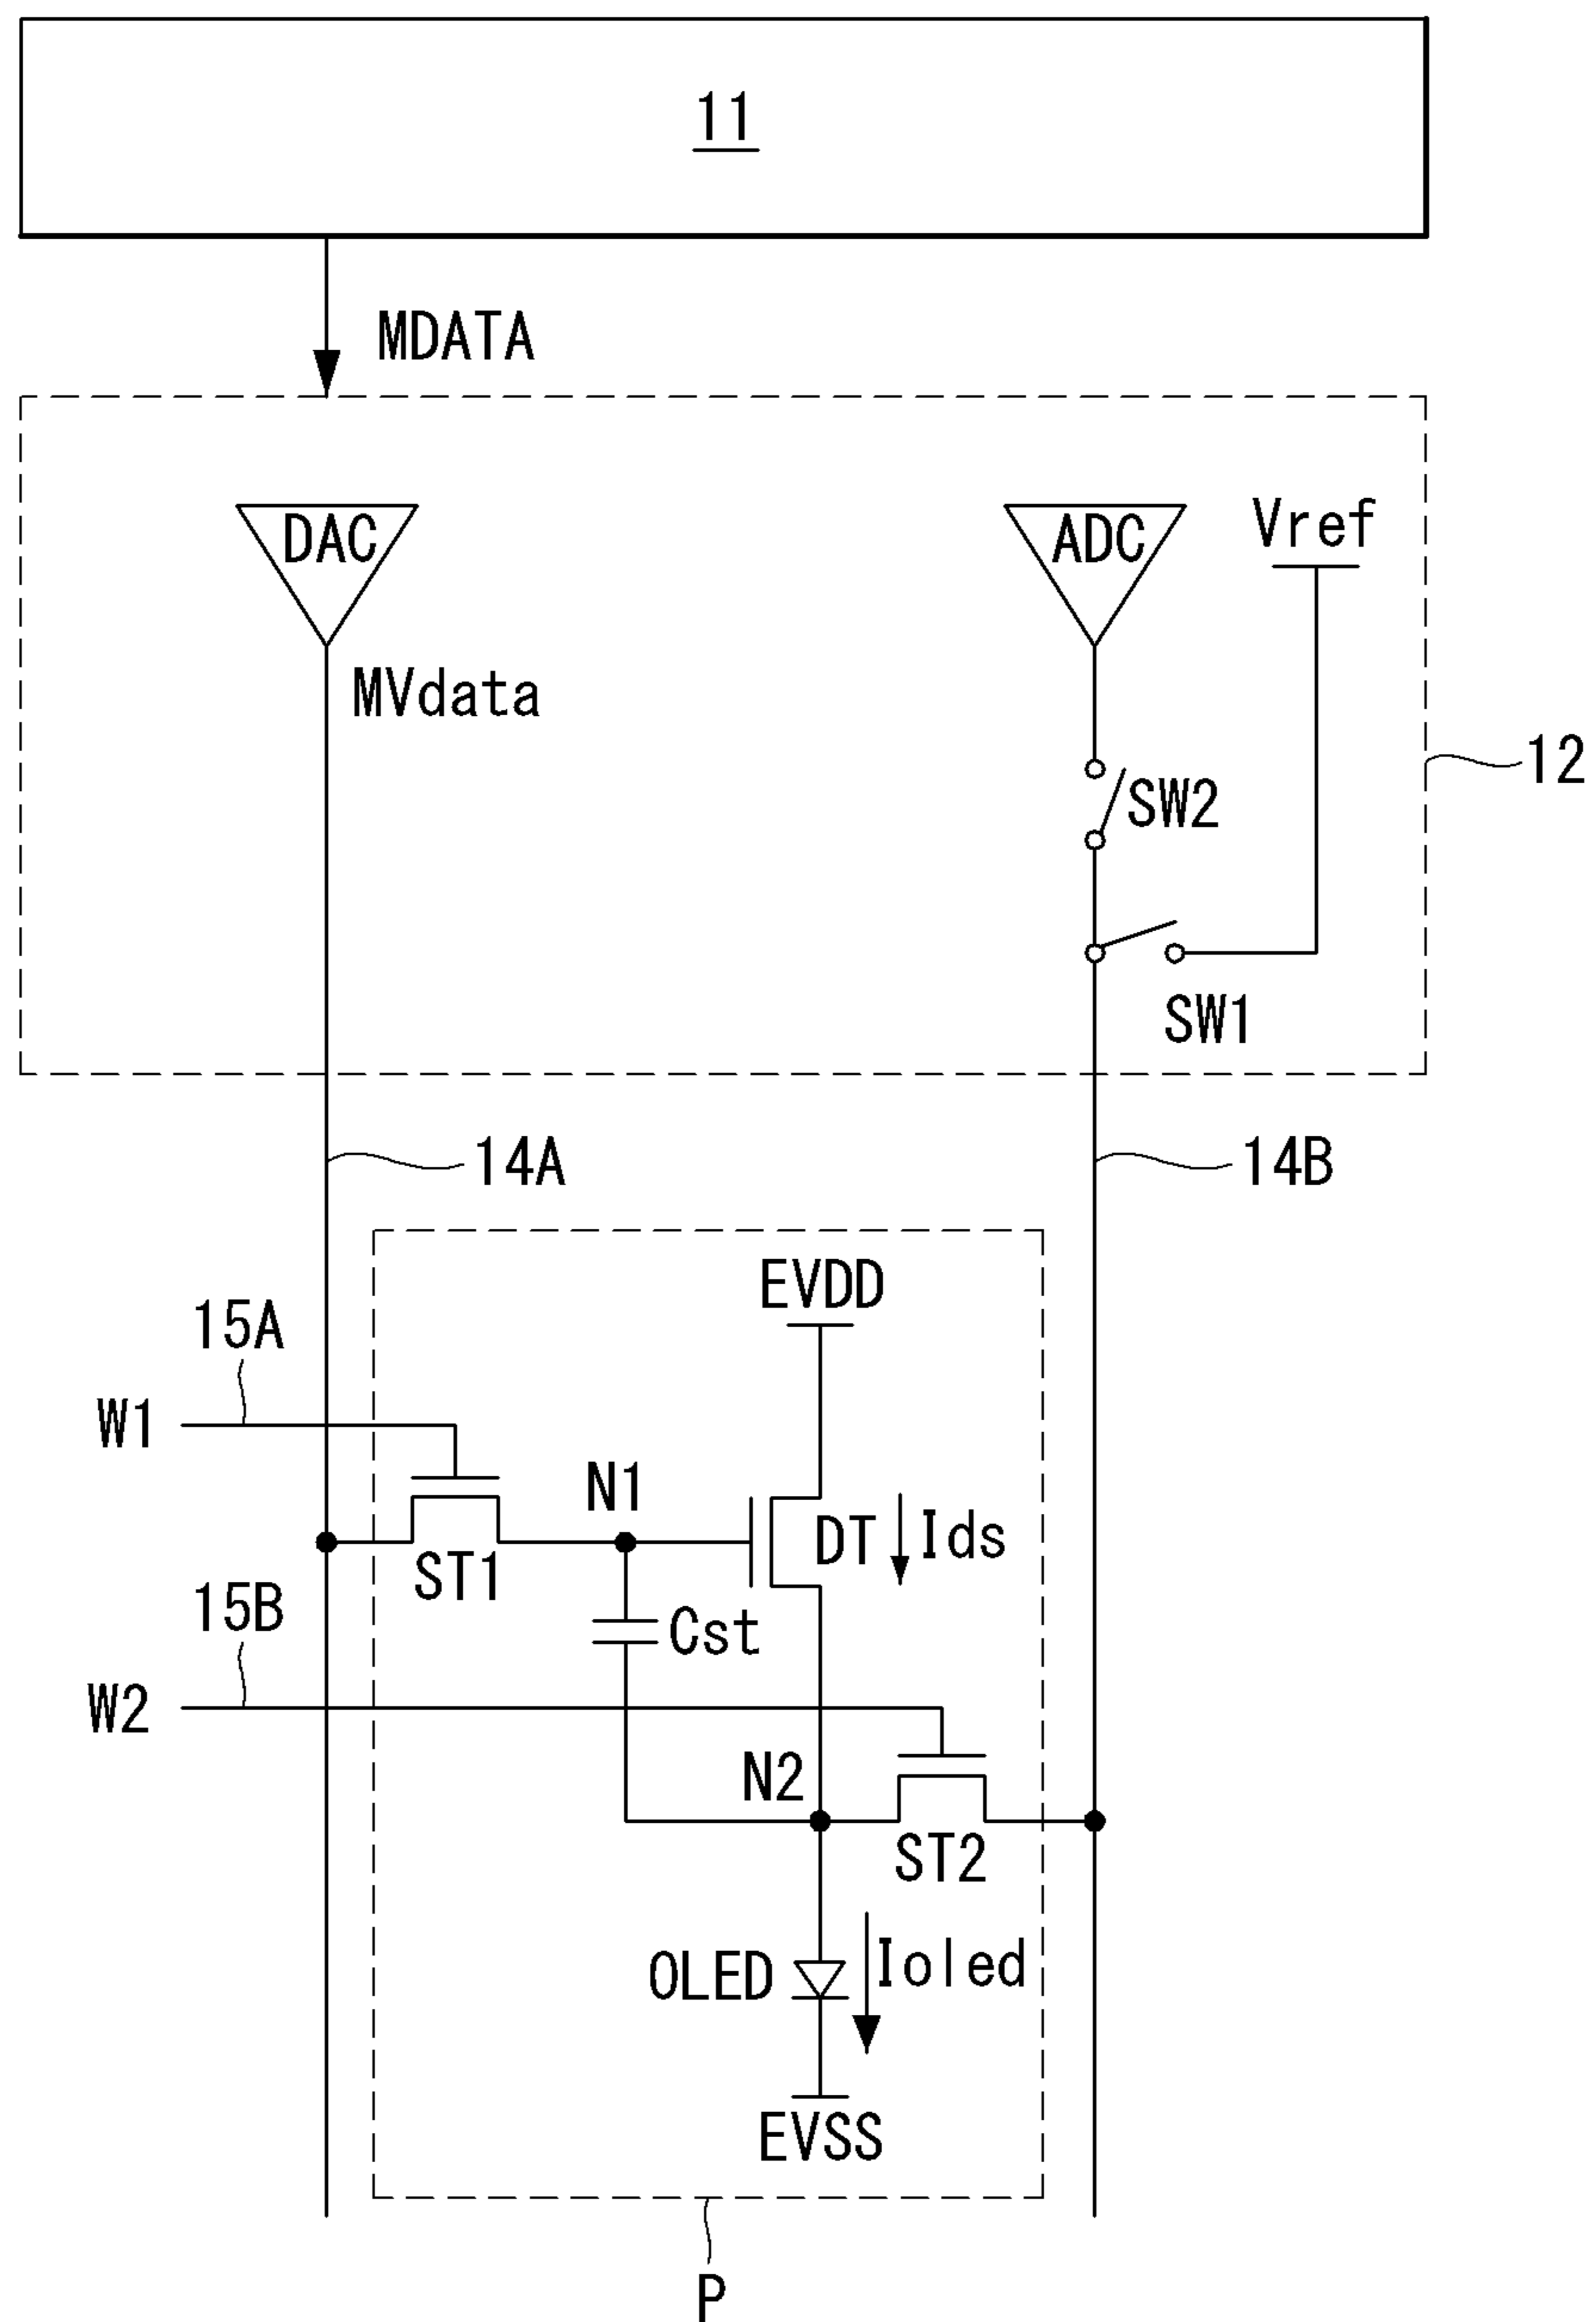 11
MDATA
DAC
ADC
Vref
MVdata
12
SW2
SW1
14A
14B
EVDD
15A
W1
N1
DT
Ids
ST1
15B
Cst
W2
N2
ST2
OLED
Ioled
EVSS
P